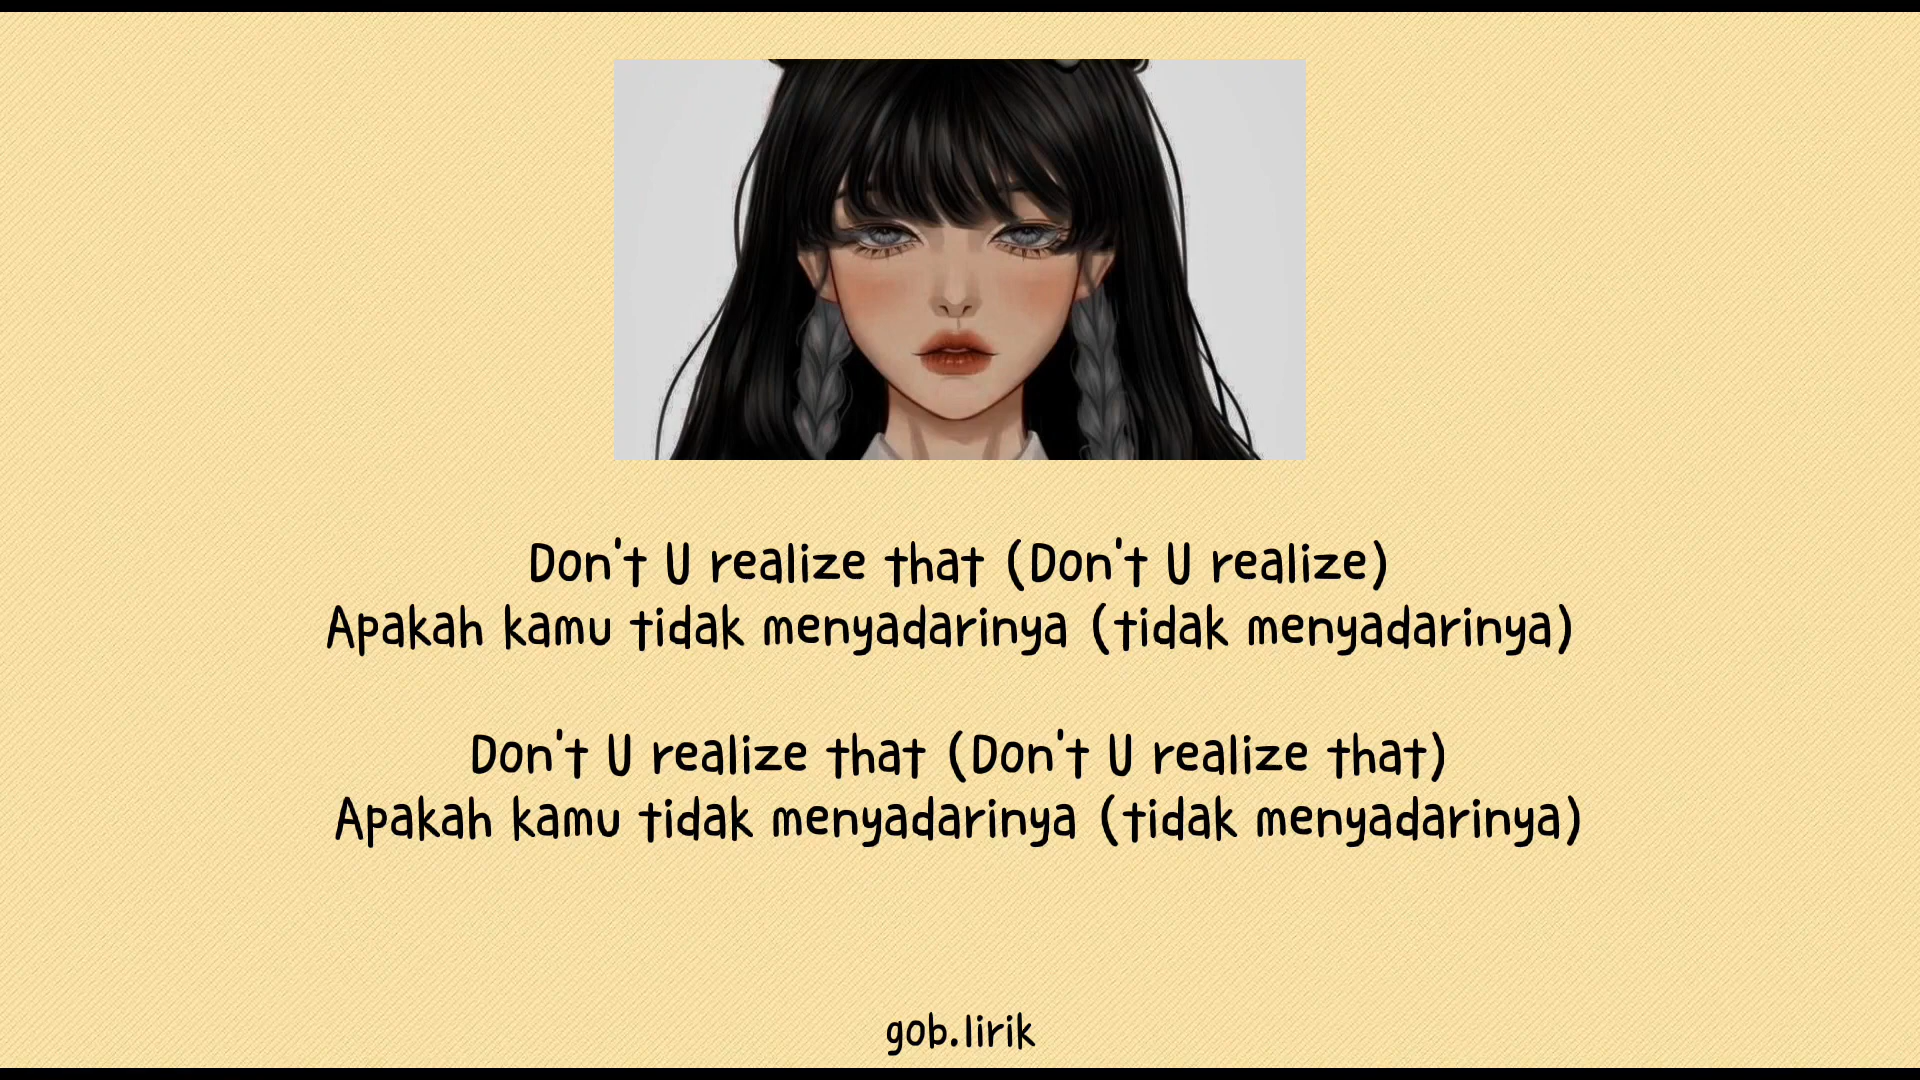 Don't U realize that (Don't U realize)
Apakah kamu tidak menyadarinya (tidak menyadarinya)
Don't U realize that (Don't U realize that)
Apakah kamu tidak menyadarinya (tidak menyadarinya)
gob.lirik